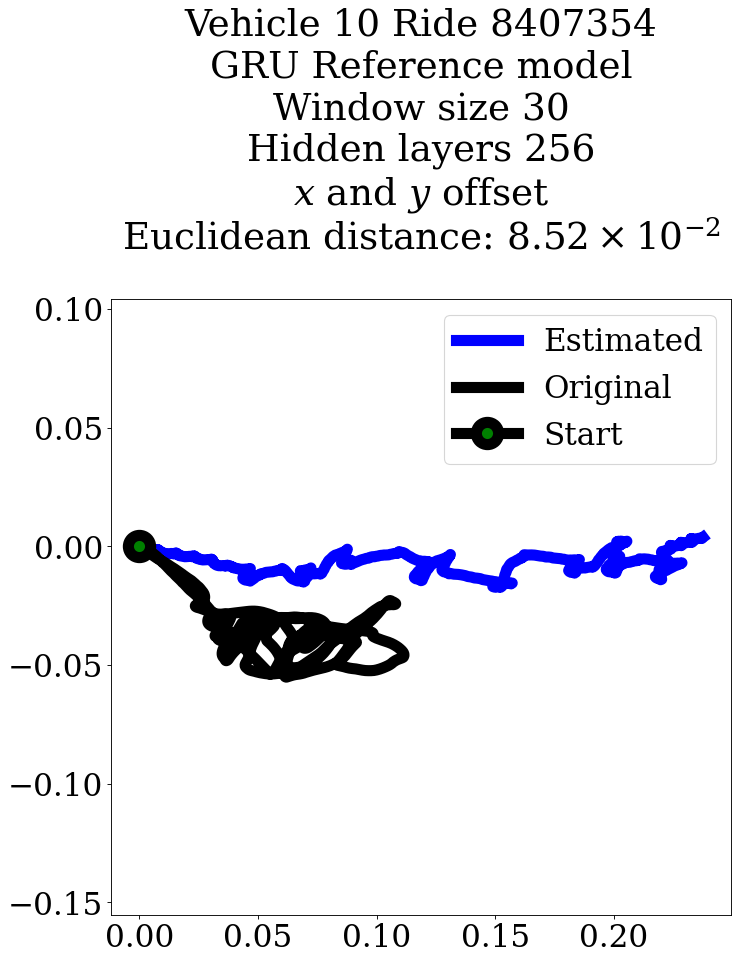 Vehicle 10 Ride 8407354
GRU Reference model
Window size 30
Hidden layers 256
x and y offset
Euclidean distance: 8.52 × 10⁻²
Estimated
Original
Start
0.10
0.05
0.00
−0.05
−0.10
−0.15
0.00 0.05 0.10 0.15 0.20